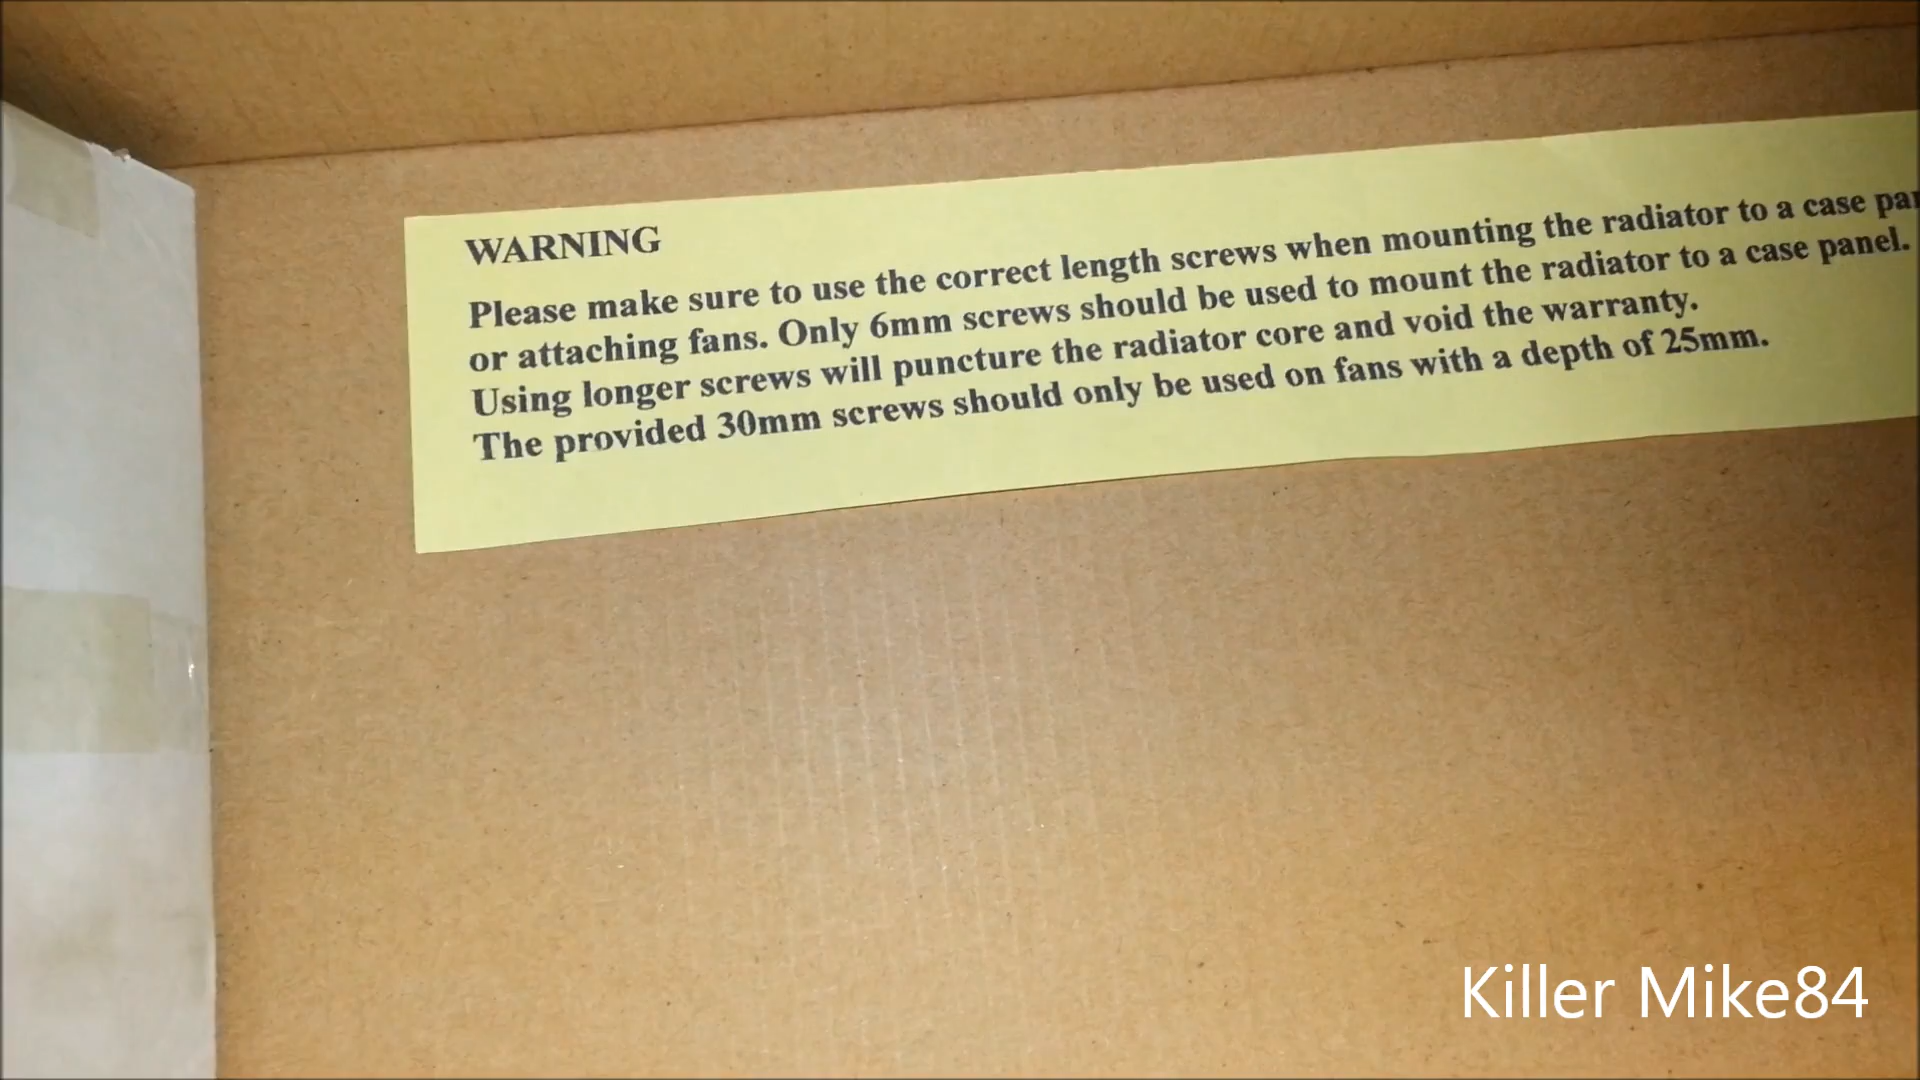 WARNING
Please make sure to use the correct length screws when mounting the radiator to a case
or attaching fans. Only 6mm screws should be used to mount the radiator to a case panel.
Using longer screws will puncture the radiator core and void the warranty.
The provided 30mm screws should only be used on fans with a depth of 25mm.
Killer Mike84